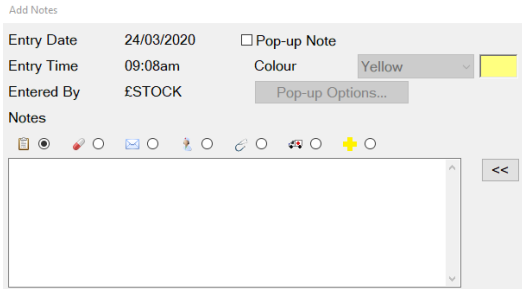 Add Notes
Entry Date 24/03/2020 Pop-up Note
Entry Time 09:08am Colour Yellow
Entered By £STOCK Pop-up Options...
Notes
<<